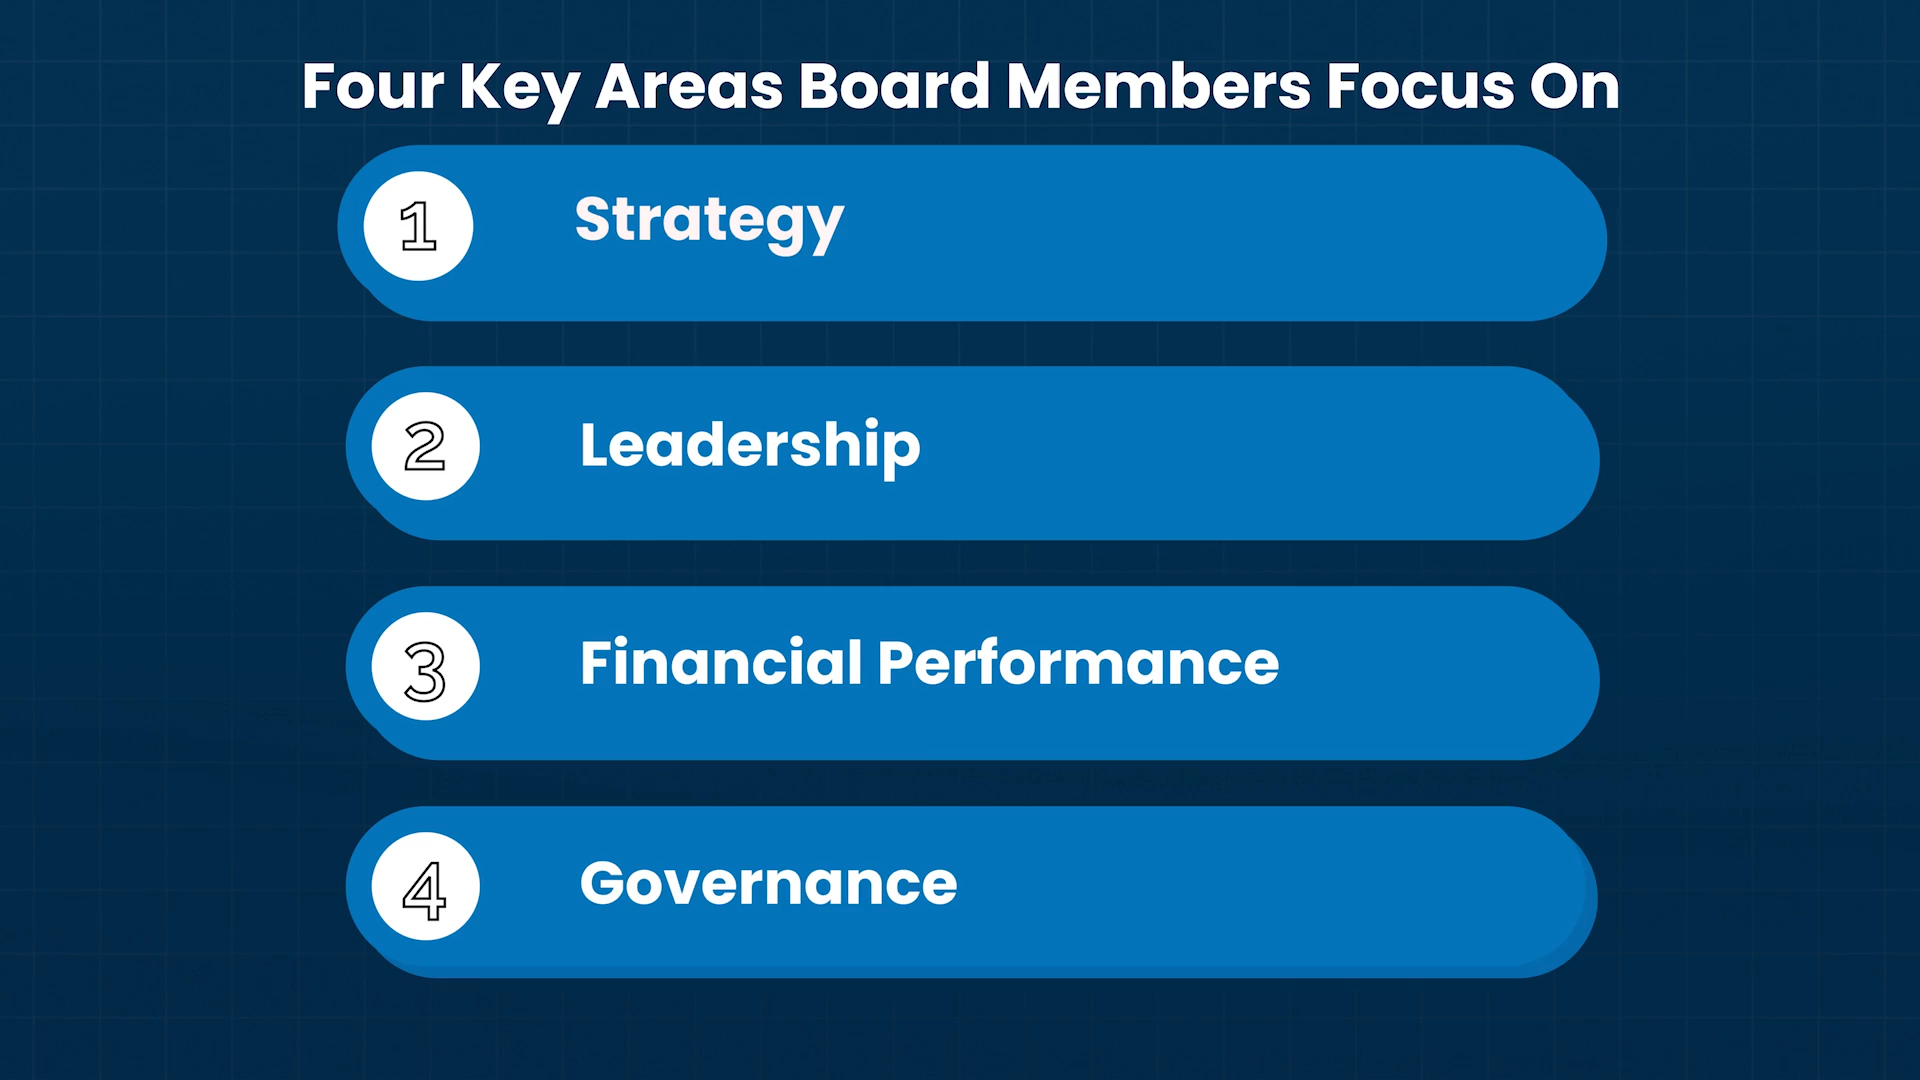 Four Key Areas Board Members Focus On
1 Strategy
2 Leadership
3 Financial Performance
4 Governance